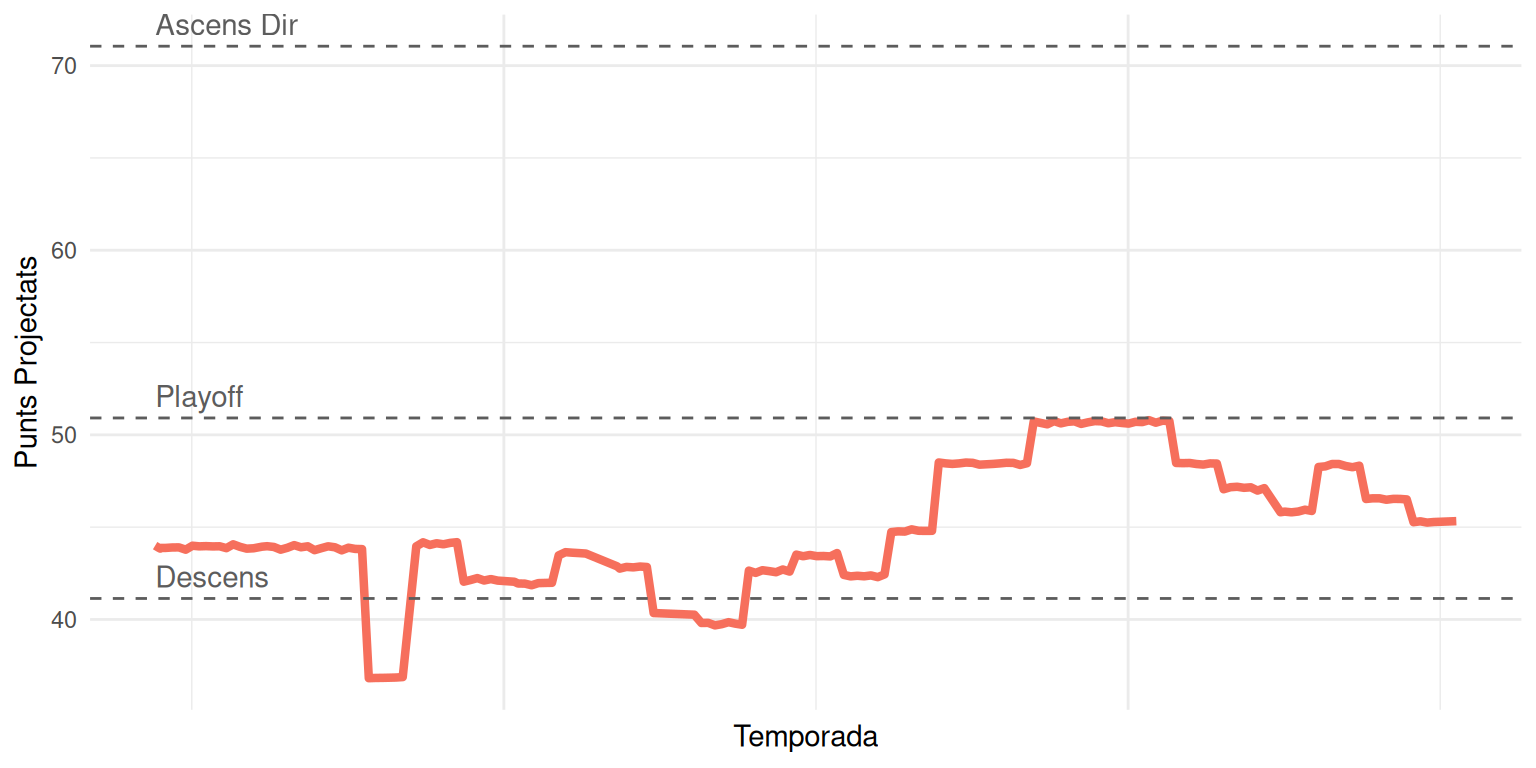 Ascens Dir
70
60
Playoff
50
Descens
40
Punts Projectats
Temporada